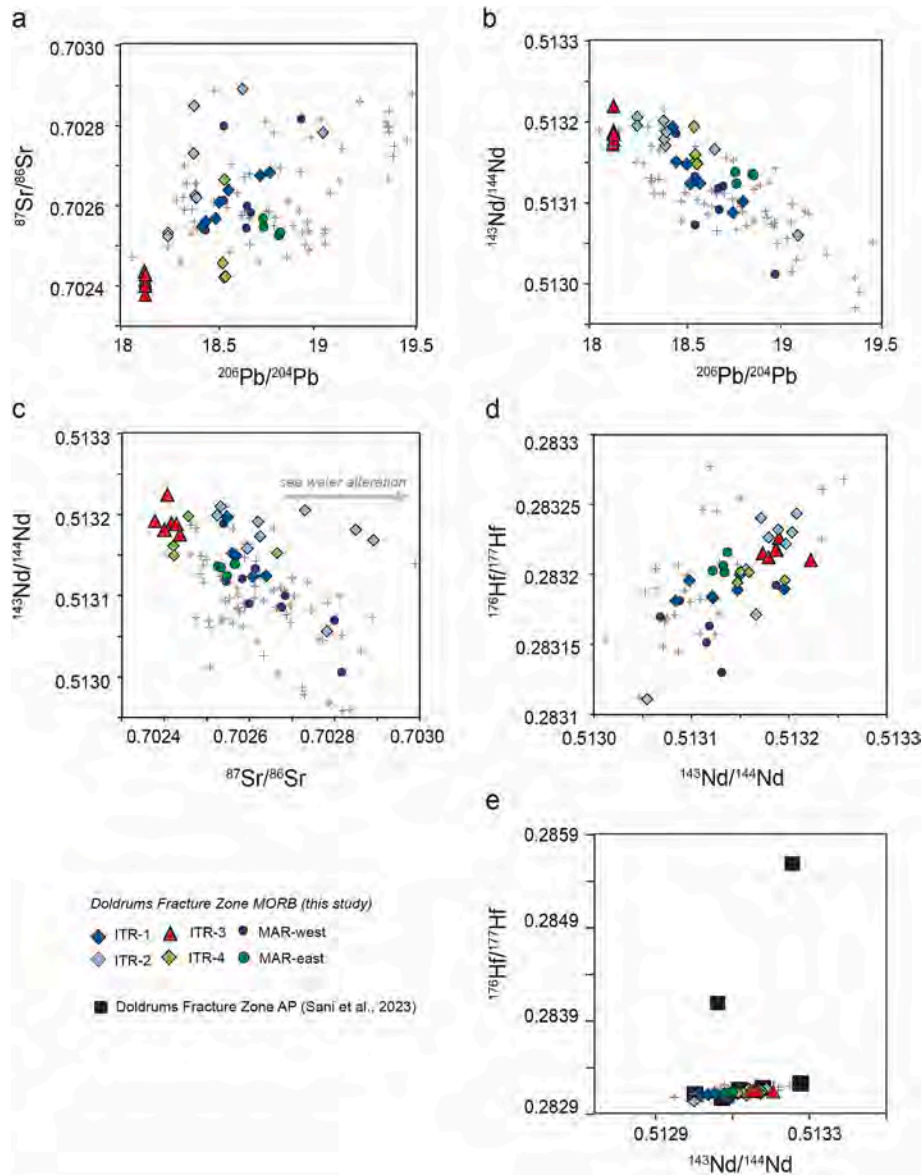 a
0.7030
0.7028
0.7026
0.7024
87Sr/86Sr
18
18.5
19
19.5
206Pb/204Pb
b
0.5133
0.5132
0.5131
0.5130
143Nd/144Nd
18
18.5
19
19.5
206Pb/204Pb
c
0.5133
0.5132
0.5131
0.5130
143Nd/144Nd
sea water alteration
0.7024
0.7026
0.7028
0.7030
87Sr/86Sr
d
0.2833
0.28325
0.2832
0.28315
0.2831
176Hf/177Hf
0.5130
0.5131
0.5132
0.5133
143Nd/144Nd
e
0.2859
0.2849
0.2839
0.2829
176Hf/177Hf
0.5129
0.5133
143Nd/144Nd
Doldrums Fracture Zone MORB (this study)
ITR-1 ITR-3 MAR-west
ITR-2 ITR-4 MAR-east
Doldrums Fracture Zone AP (Sani et al., 2023)